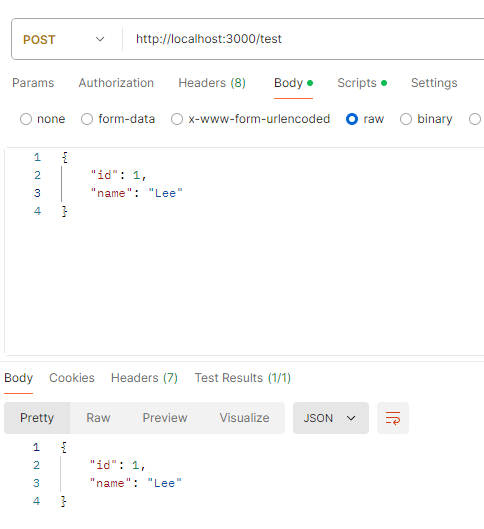 POST http://localhost:3000/test
Params Authorization Headers (8) Body Scripts Settings
none form-data x-www-form-urlencoded raw binary
1 {
2 "id": 1,
3 "name": "Lee"
4 }
Body Cookies Headers (7) Test Results (1/1)
Pretty Raw Preview Visualize JSON
1 {
2 "id": 1,
3 "name": "Lee"
4 }